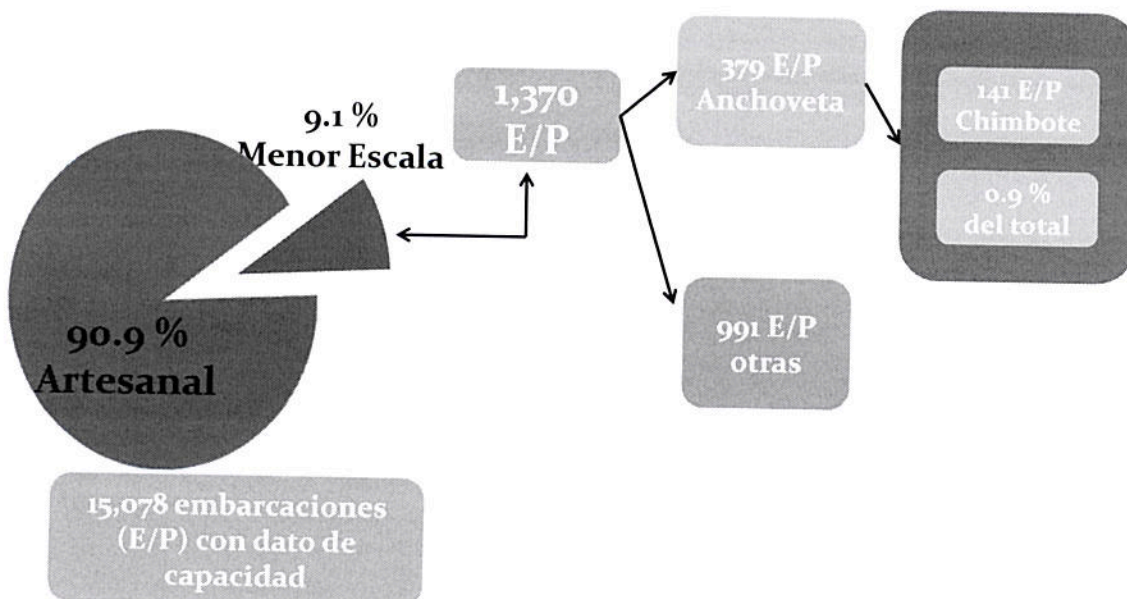 9.1 %
Menor Escala
90.9 %
Artesanal
15,078 embarcaciones
(E/P) con dato de
capacidad
1,370
E/P
379 E/P
Anchoveta
991 E/P
otras
141 E/P
Chimbote
0.9 %
del total